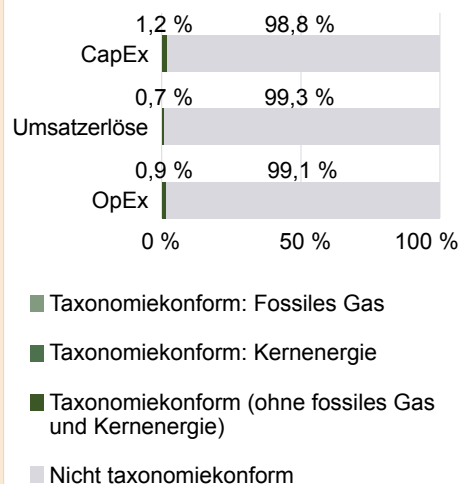 1,2 % 98,8 %
CapEx
0,7 % 99,3 %
Umsatzerlöse
0,9 % 99,1 %
OpEx
0 % 50 % 100 %
Taxonomiekonform: Fossiles Gas
Taxonomiekonform: Kernenergie
Taxonomiekonform (ohne fossiles Gas
und Kernenergie)
Nicht taxonomiekonform